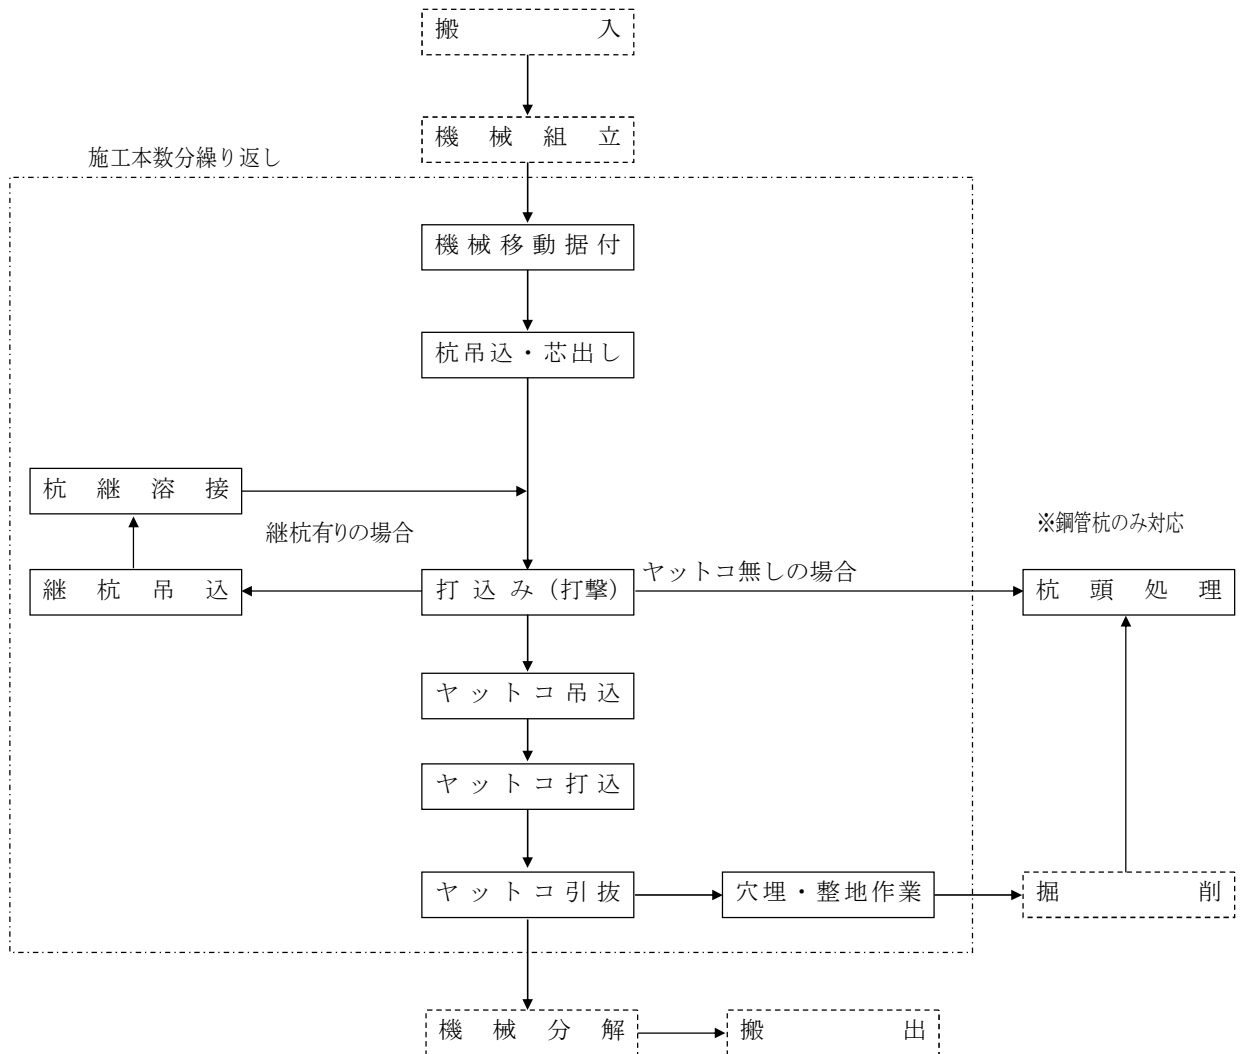 搬入
機械組立
施工本数分繰り返し
機械移動据付
杭吊込・芯出し
杭継溶接
継杭有りの場合
※鋼管杭のみ対応
継杭吊込
打込み(打撃)
ヤットコ無しの場合
杭頭処理
ヤットコ吊込
ヤットコ打込
ヤットコ引抜
穴埋・整地作業
掘削
機械分解
搬出